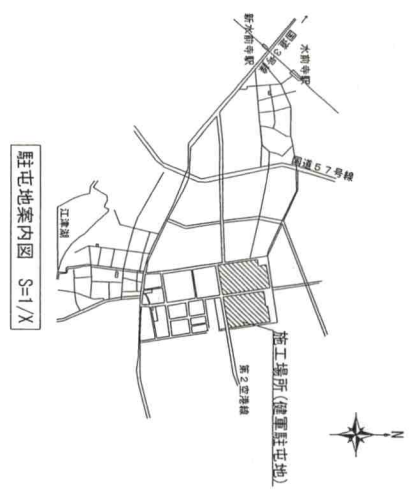 新水前寺駅
水前寺駅
国道3号線
国道57号線
江津湖
第2空港線
施工場所(健軍駐屯地)
N
駐屯地案内図 S=1/X